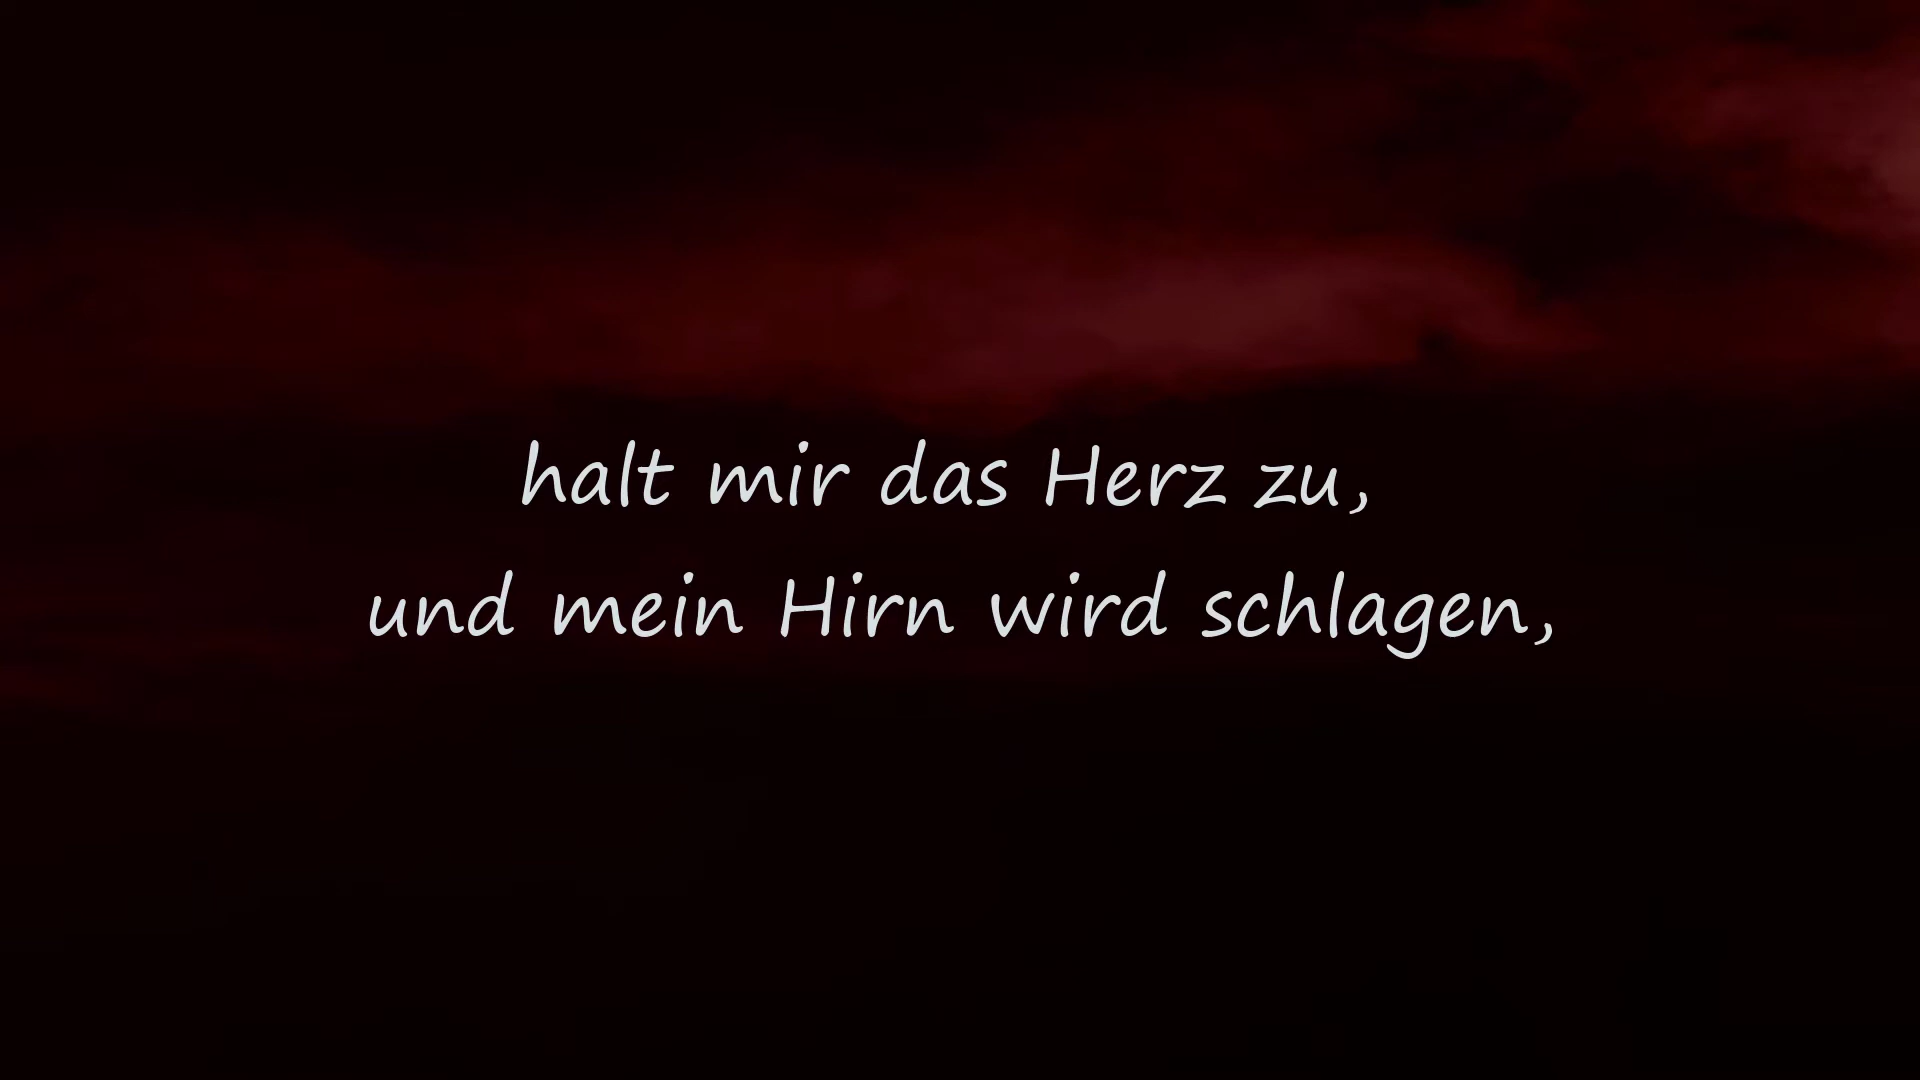 halt mir das Herz zu,
und mein Hirn wird schlagen,